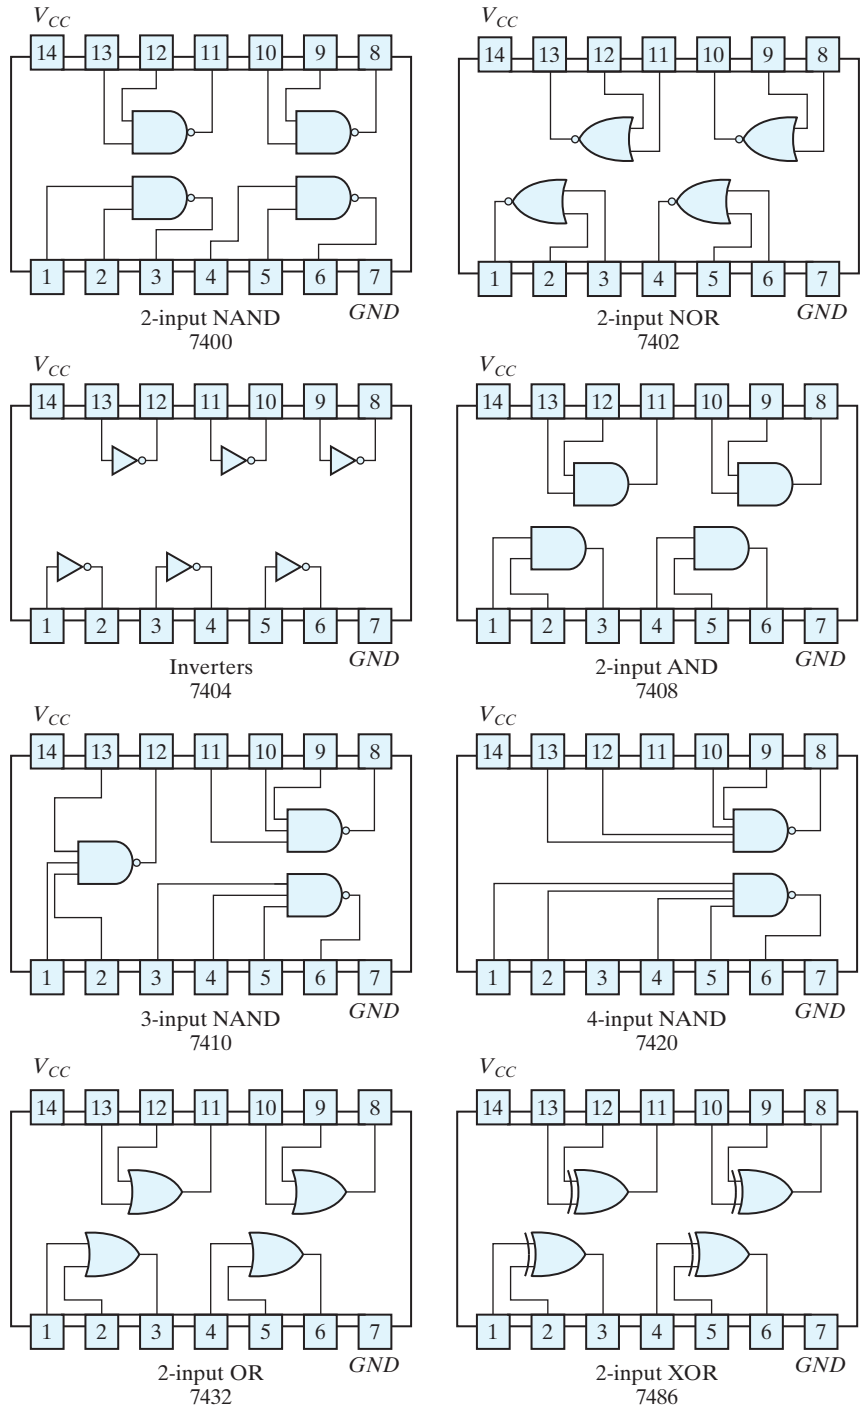 V_CC
14 13 12 11 10 9 8
1 2 3 4 5 6 7
GND
2-input NAND
7400
V_CC
14 13 12 11 10 9 8
1 2 3 4 5 6 7
GND
2-input NOR
7402
V_CC
14 13 12 11 10 9 8
1 2 3 4 5 6 7
GND
Inverters
7404
V_CC
14 13 12 11 10 9 8
1 2 3 4 5 6 7
GND
2-input AND
7408
V_CC
14 13 12 11 10 9 8
1 2 3 4 5 6 7
GND
3-input NAND
7410
V_CC
14 13 12 11 10 9 8
1 2 3 4 5 6 7
GND
4-input NAND
7420
V_CC
14 13 12 11 10 9 8
1 2 3 4 5 6 7
GND
2-input OR
7432
V_CC
14 13 12 11 10 9 8
1 2 3 4 5 6 7
GND
2-input XOR
7486